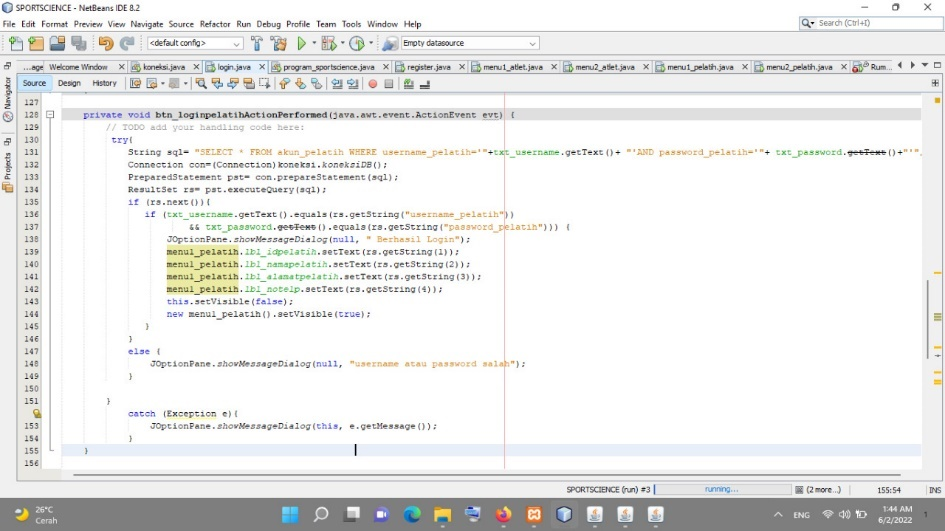 SPORTSCIENCE - NetBeans IDE 8.2
File Edit Format Preview View Navigate Source Refactor Run Debug Profile Team Tools Window Help
<default config> Empty datasource Search (Ctrl+I)
...age Welcome Window koneksi.java login.java program_sportscience.java register.java menu1_atlet.java menu2_atlet.java menu1_pelatih.java menu2_pelatih.java Rum...
Source Design History
Navigator
Projects
127
128 private void btn_loginpelatihActionPerformed(java.awt.event.ActionEvent evt) {
129 // TODO add your handling code here:
130 try{
131 String sql= "SELECT * FROM akun_pelatih WHERE username_pelatih='"+txt_username.getText()+ "'AND password_pelatih='"+ txt_password.getText()+"'"
132 Connection con=(Connection)koneksi.koneksiDB();
133 PreparedStatement pst= con.prepareStatement(sql);
134 ResultSet rs= pst.executeQuery(sql);
135 if (rs.next()){
136 if (txt_username.getText().equals(rs.getString("username_pelatih"))
137 && txt_password.getText().equals(rs.getString("password_pelatih"))) {
138 JOptionPane.showMessageDialog(null, " Berhasil Login");
139 menu1_pelatih.lbl_idpelatih.setText(rs.getString(1));
140 menu1_pelatih.lbl_namapelatih.setText(rs.getString(2));
141 menu1_pelatih.lbl_alamatpelatih.setText(rs.getString(3));
142 menu1_pelatih.lbl_notelp.setText(rs.getString(4));
143 this.setVisible(false);
144 new menu1_pelatih().setVisible(true);
145 }
146 }
147 else {
148 JOptionPane.showMessageDialog(null, "username atau password salah");
149 }
150
151 }
catch (Exception e){
153 JOptionPane.showMessageDialog(this, e.getMessage());
154 }
155 }
156
SPORTSCIENCE (run) #3 running... (2 more...) 155:54 INS
26°C
Cerah
ENG
1:44 AM
6/2/2022
1